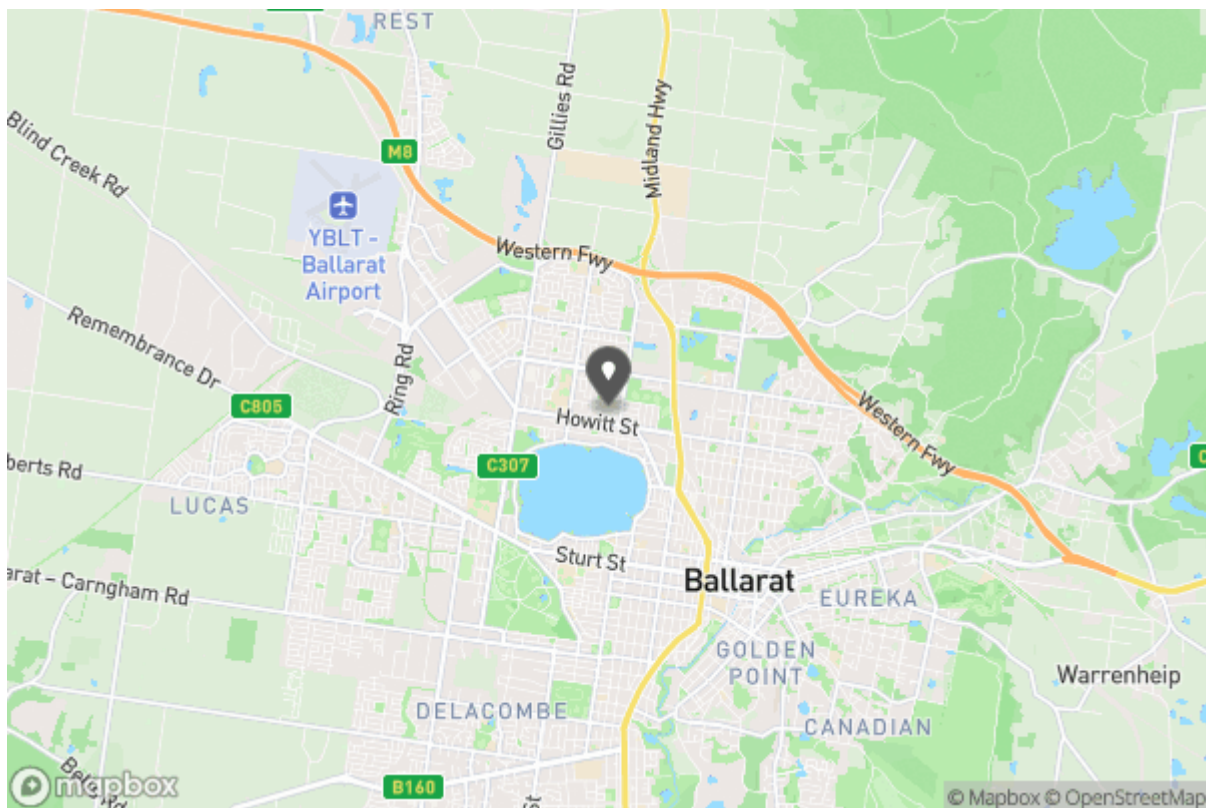 REST
Gillies Rd
Midland Hwy
Blind Creek Rd
M8
YBLT -
Ballarat
Airport
Western Fwy
Remembrance Dr
Ring Rd
C805
Howitt St
Western Fwy
C307
berts Rd
LUCAS
C
Sturt St
Ballarat
arat – Carngham Rd
EUREKA
GOLDEN
POINT
Warrenheip
DELACOMBE
CANADIAN
B160
St
mapbox
© Mapbox © OpenStreetMap